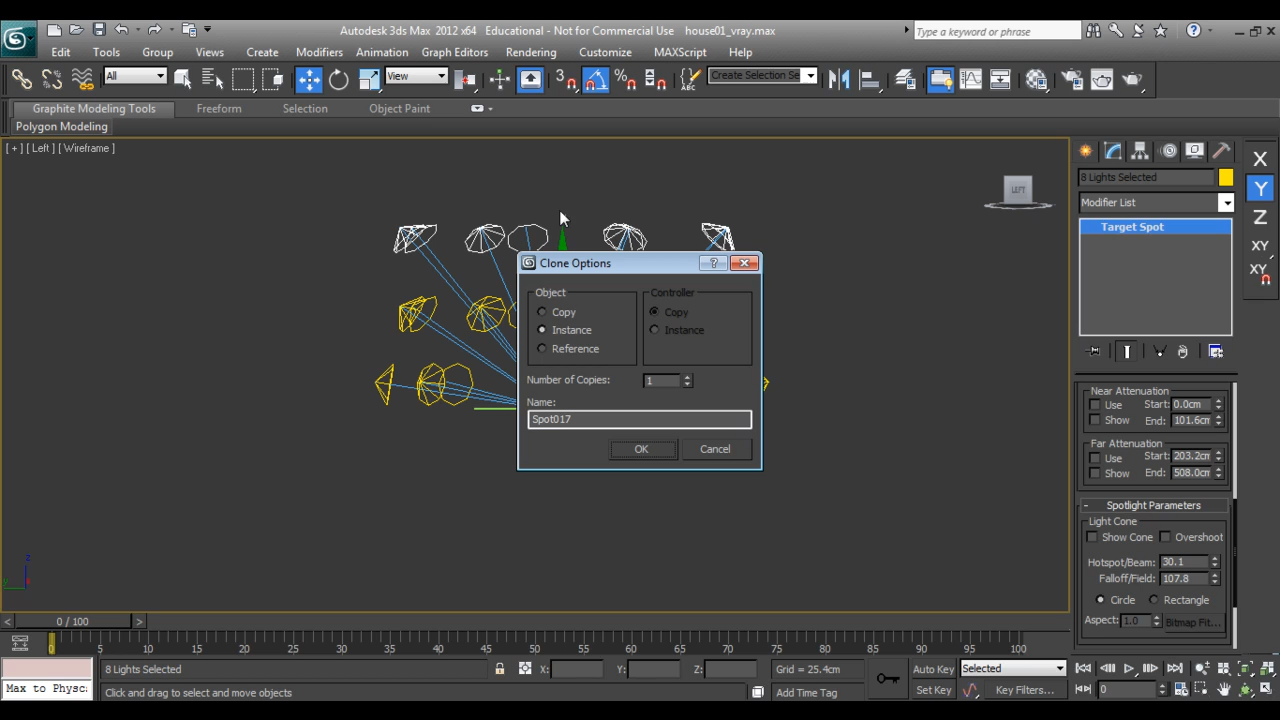 Autodesk 3ds Max 2012 x64 Educational - Not for Commercial Use house01_vray.max
Type a keyword or phrase
Edit Tools Group Views Create Modifiers Animation Graph Editors Rendering Customize MAXScript Help
All View Create Selection Se
Graphite Modeling Tools Freeform Selection Object Paint
Polygon Modeling
[ + ] [ Left ] [ Wireframe ]
LEFT
8 Lights Selected
Modifier List
Target Spot
X
Y
Z
XY
XY
Clone Options
Object Controller
Copy Copy
Instance Instance
Reference
Number of Copies: 1
Name:
Spot017
OK Cancel
Near Attenuation
Use Start: 0.0cm
Show End: 101.6cm
Far Attenuation
Use Start: 203.2cm
Show End: 508.0cm
- Spotlight Parameters
Light Cone
Show Cone Overshoot
Hotspot/Beam: 30.1
Falloff/Field: 107.8
Circle Rectangle
Aspect: 1.0 Bitmap Fit...
z
y
< 0 / 100 >
0 5 10 15 20 25 30 35 40 45 50 55 60 65 70 75 80 85 90 95 100
8 Lights Selected X: Y: Z: Grid = 25.4cm Auto Key Selected
Max to Physc: Click and drag to select and move objects Add Time Tag Set Key Key Filters... 0